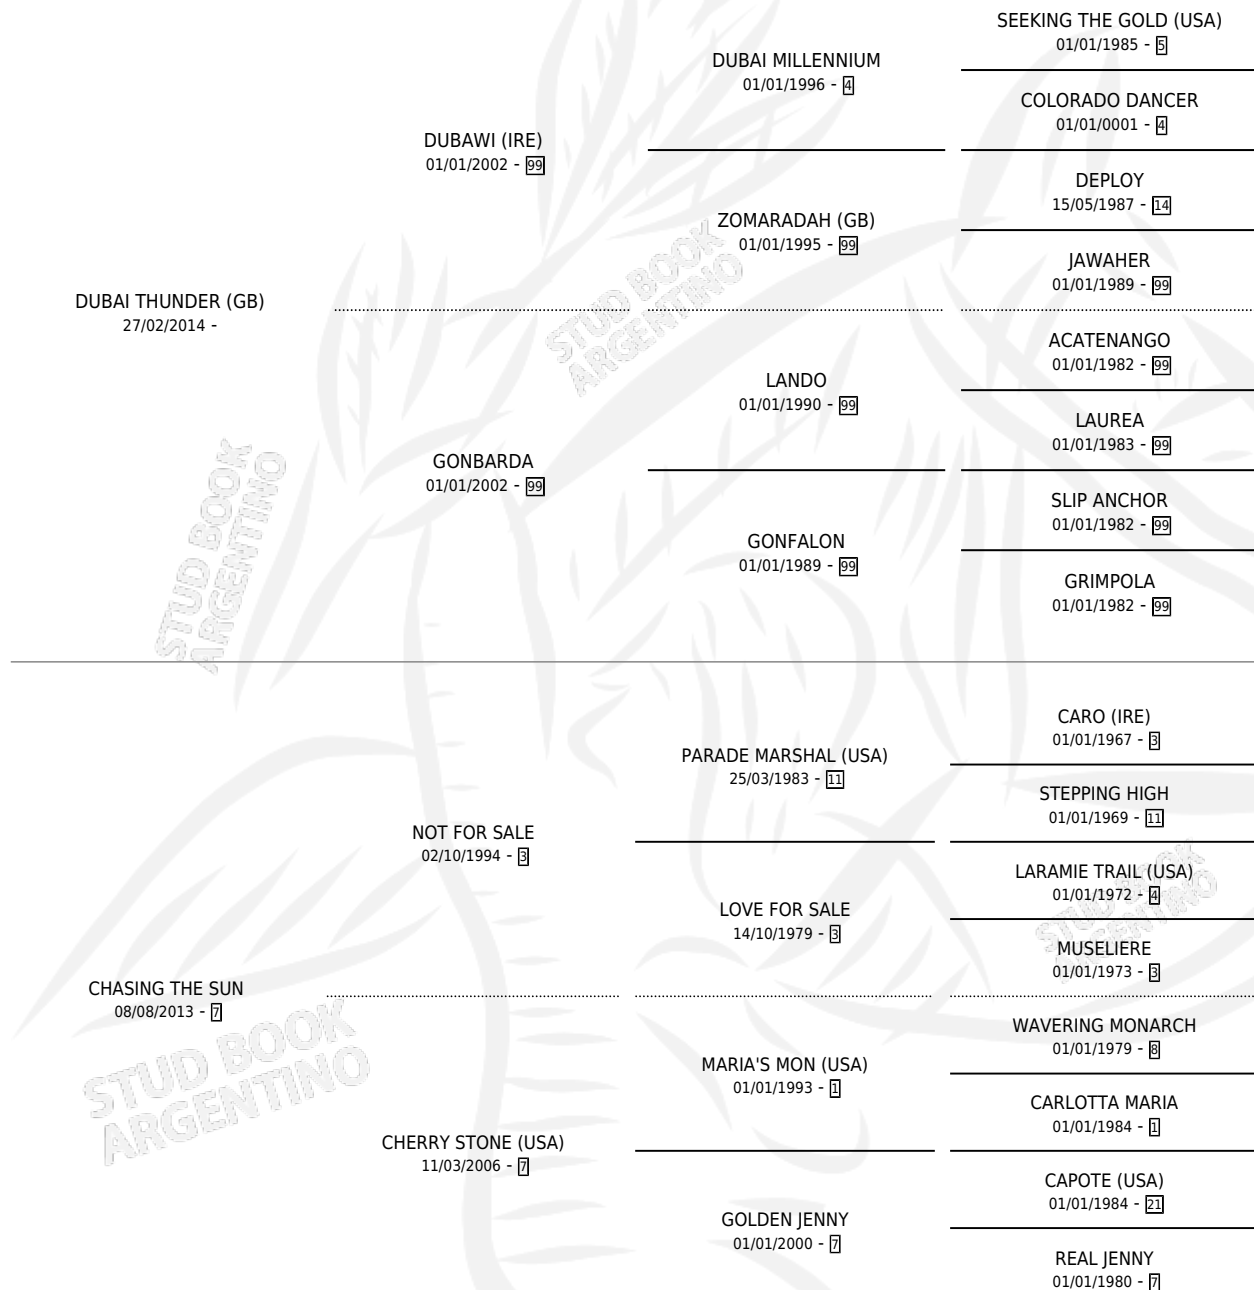 SEEKING THE GOLD (USA)
01/01/1985 - 5
DUBAI MILLENNIUM
01/01/1996 - 4
COLORADO DANCER
01/01/0001 - 4
DUBAWI (IRE)
01/01/2002 - 99
DEPLOY
15/05/1987 - 14
ZOMARADAH (GB)
01/01/1995 - 99
JAWAHER
01/01/1989 - 99
DUBAI THUNDER (GB)
27/02/2014 -
STUD BOOK
ARGENTINO
ACATENANGO
01/01/1982 - 99
LANDO
01/01/1990 - 99
LAUREA
01/01/1983 - 99
GONBARDA
01/01/2002 - 99
SLIP ANCHOR
01/01/1982 - 99
GONFALON
01/01/1989 - 99
GRIMPOLA
01/01/1982 - 99
STUD BOOK
ARGENTINO
CARO (IRE)
01/01/1967 - 3
PARADE MARSHAL (USA)
25/03/1983 - 11
STEPPING HIGH
01/01/1969 - 11
NOT FOR SALE
02/10/1994 - 3
LARAMIE TRAIL (USA)
01/01/1972 - 4
LOVE FOR SALE
14/10/1979 - 3
MUSELIERE
01/01/1973 - 3
STUD BOOK
ARGENTINO
CHASING THE SUN
08/08/2013 - 7
STUD BOOK
ARGENTINO
WAVERING MONARCH
01/01/1979 - 8
MARIA'S MON (USA)
01/01/1993 - 1
CARLOTTA MARIA
01/01/1984 - 1
CHERRY STONE (USA)
11/03/2006 - 7
CAPOTE (USA)
01/01/1984 - 21
GOLDEN JENNY
01/01/2000 - 7
REAL JENNY
01/01/1980 - 7